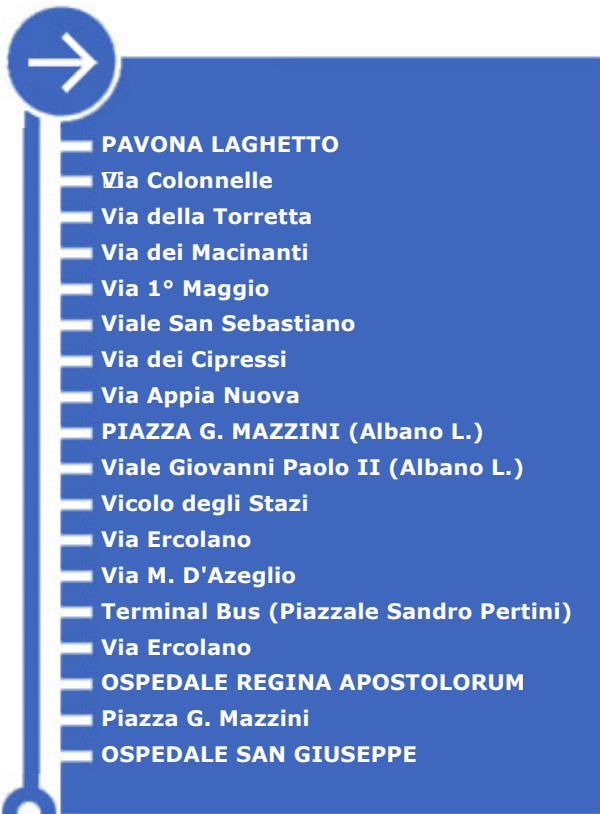 PAVONA LAGHETTO
Via Colonnelle
Via della Torretta
Via dei Macinanti
Via 1° Maggio
Viale San Sebastiano
Via dei Cipressi
Via Appia Nuova
PIAZZA G. MAZZINI (Albano L.)
Viale Giovanni Paolo II (Albano L.)
Vicolo degli Stazi
Via Ercolano
Via M. D'Azeglio
Terminal Bus (Piazzale Sandro Pertini)
Via Ercolano
OSPEDALE REGINA APOSTOLORUM
Piazza G. Mazzini
OSPEDALE SAN GIUSEPPE